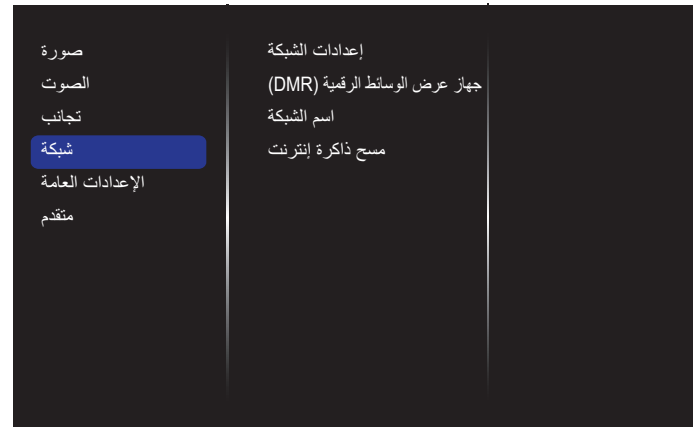 صورة
الصوت
تجانب
شبكة
الإعدادات العامة
متقدم
إعدادات الشبكة
جهاز عرض الوسائط الرقمية (DMR)
اسم الشبكة
مسح ذاكرة إنترنت